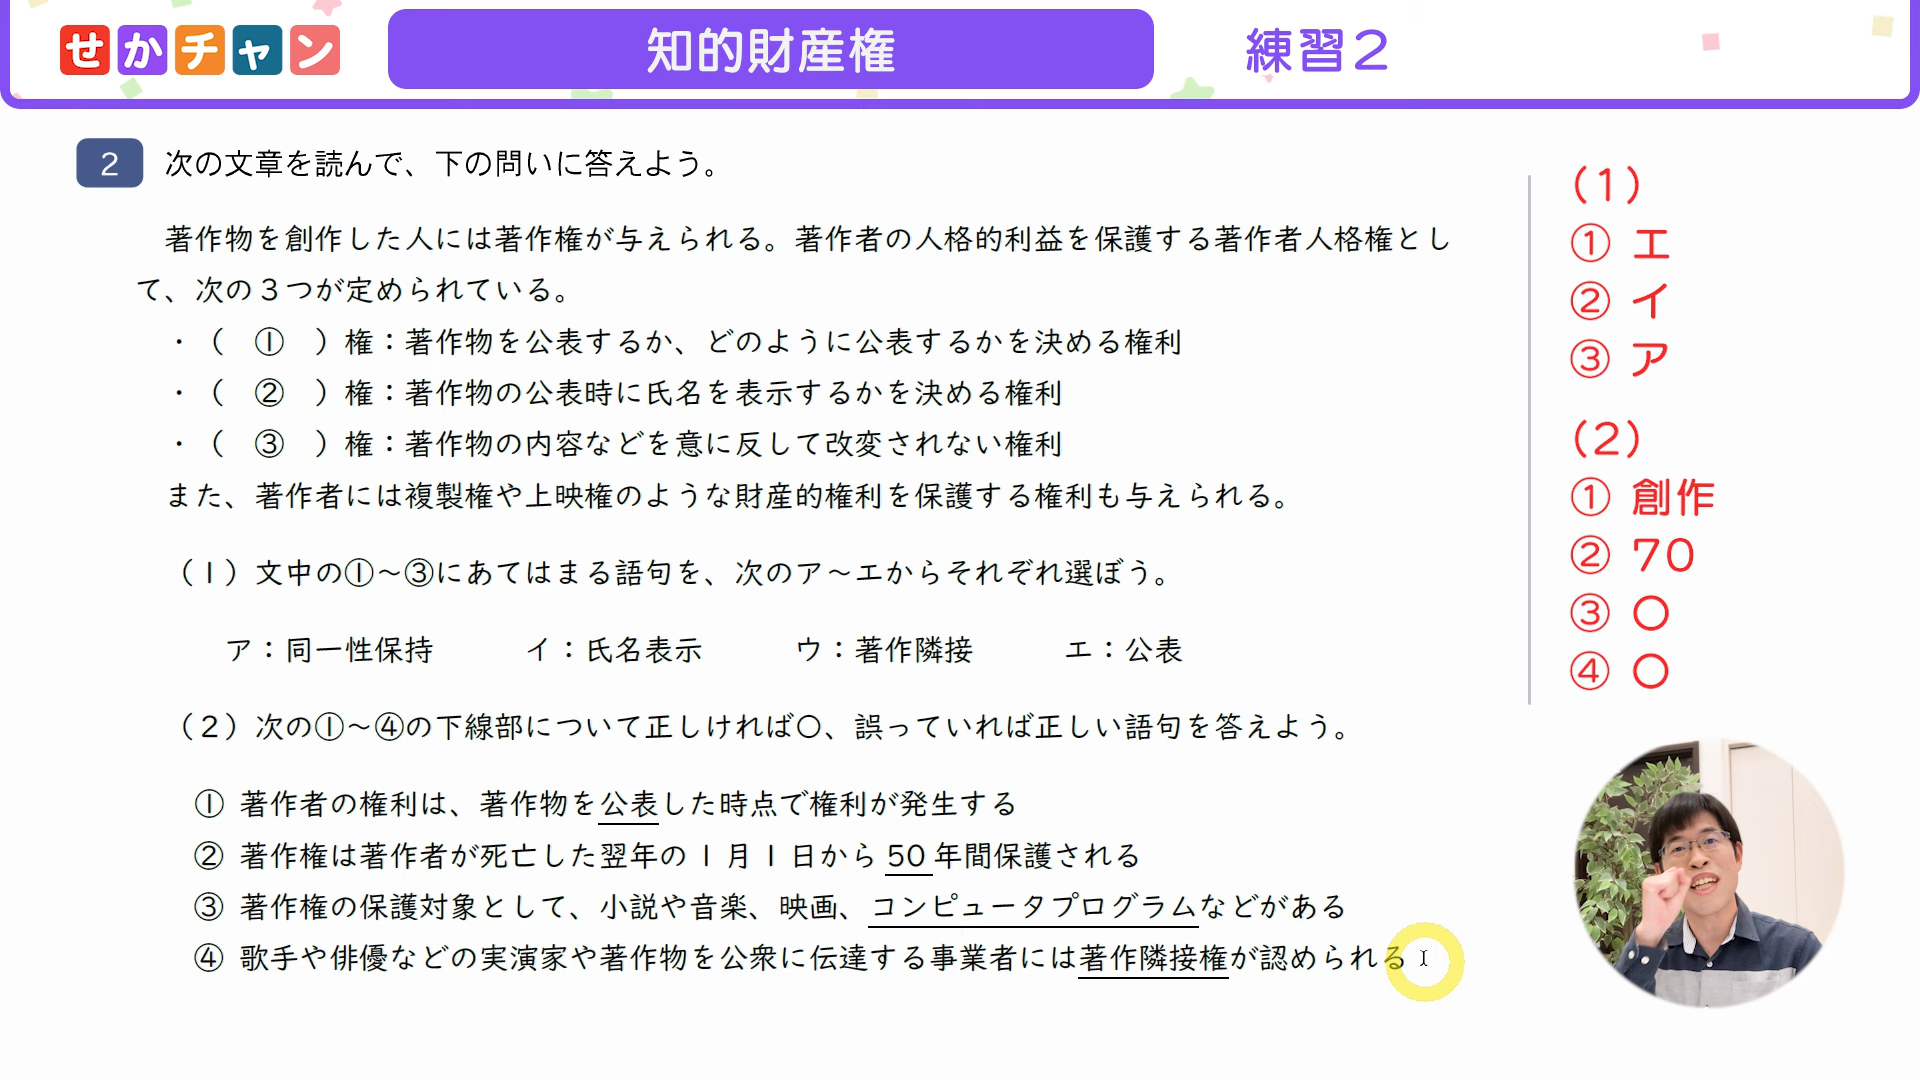 せかチャン
知的財産権
練習2
2 次の文章を読んで、下の問いに答えよう。
著作物を創作した人には著作権が与えられる。著作者の人格的利益を保護する著作者人格権とし
て、次の３つが定められている。
・（　①　）権：著作物を公表するか、どのように公表するかを決める権利
・（　②　）権：著作物の公表時に氏名を表示するかを決める権利
・（　③　）権：著作物の内容などを意に反して改変されない権利
また、著作者には複製権や上映権のような財産的権利を保護する権利も与えられる。
（１）文中の①～③にあてはまる語句を、次のア～エからそれぞれ選ぼう。
ア：同一性保持　イ：氏名表示　ウ：著作隣接　エ：公表
（２）次の①～④の下線部について正しければ〇、誤っていれば正しい語句を答えよう。
① 著作者の権利は、著作物を公表した時点で権利が発生する
② 著作権は著作者が死亡した翌年の１月１日から 50 年間保護される
③ 著作権の保護対象として、小説や音楽、映画、コンピュータプログラムなどがある
④ 歌手や俳優などの実演家や著作物を公衆に伝達する事業者には著作隣接権が認められる
（1）
① エ
② イ
③ ア
（2）
① 創作
② 70
③ 〇
④ 〇